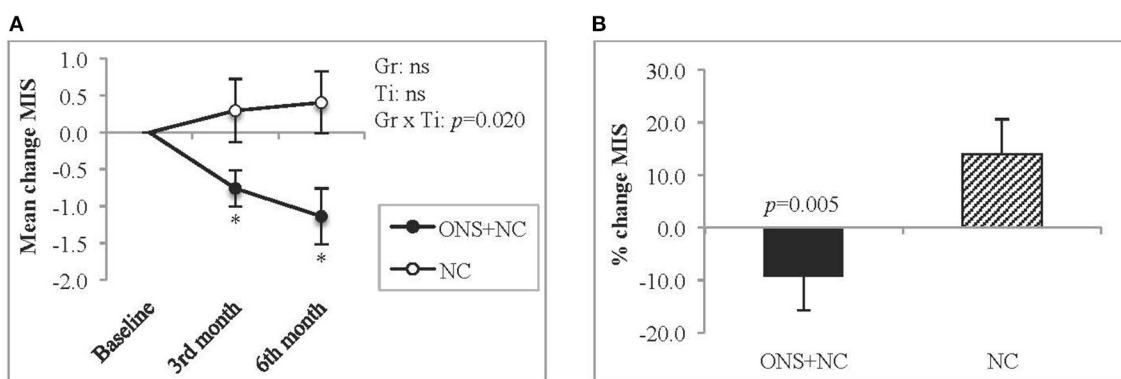 A
Mean change MIS
1.0
0.5
0.0
-0.5
-1.0
-1.5
-2.0
Baseline
3rd month
6th month
*
*
Gr: ns
Ti: ns
Gr x Ti: p=0.020
ONS+NC
NC
B
% change MIS
30.0
20.0
10.0
0.0
-10.0
-20.0
p=0.005
ONS+NC
NC